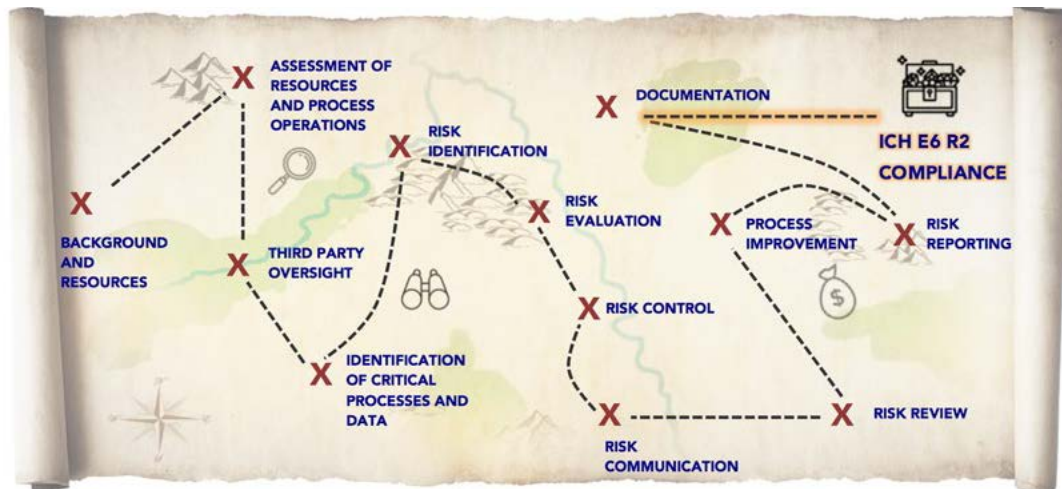 ASSESSMENT OF
RESOURCES
AND PROCESS
OPERATIONS
BACKGROUND
AND
RESOURCES
THIRD PARTY
OVERSIGHT
IDENTIFICATION
OF CRITICAL
PROCESSES AND
DATA
RISK
IDENTIFICATION
RISK
EVALUATION
RISK CONTROL
RISK
COMMUNICATION
RISK REVIEW
PROCESS
IMPROVEMENT
RISK
REPORTING
DOCUMENTATION
ICH E6 R2
COMPLIANCE